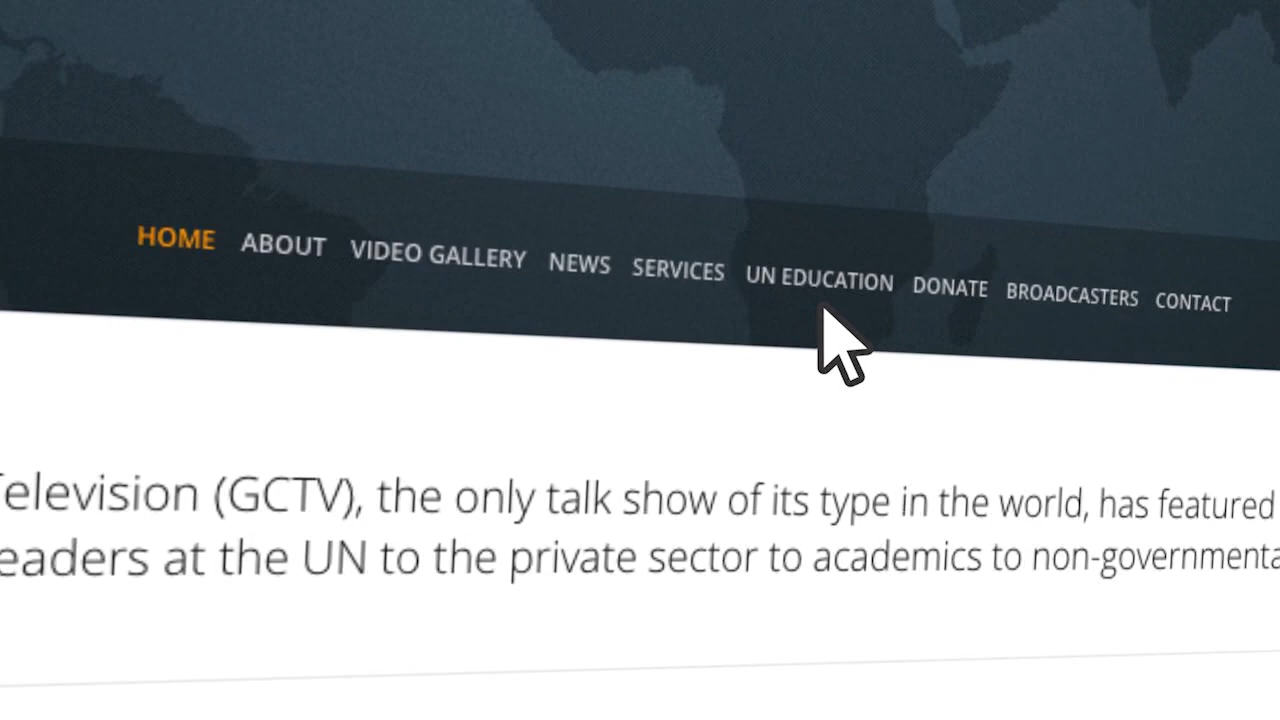 HOME ABOUT VIDEO GALLERY NEWS SERVICES UN EDUCATION DONATE BROADCASTERS CONTACT
Television (GCTV), the only talk show of its type in the world, has featured
eaders at the UN to the private sector to academics to non-governmenta